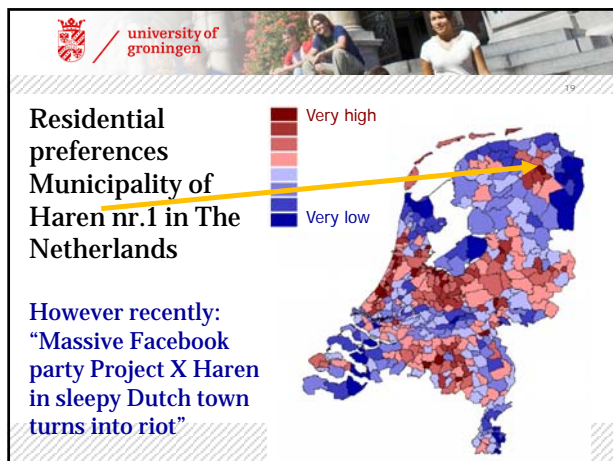 university of
groningen
19
Residential
preferences
Municipality of
Haren nr.1 in The
Netherlands
However recently:
“Massive Facebook
party Project X Haren
in sleepy Dutch town
turns into riot”
Very high
Very low